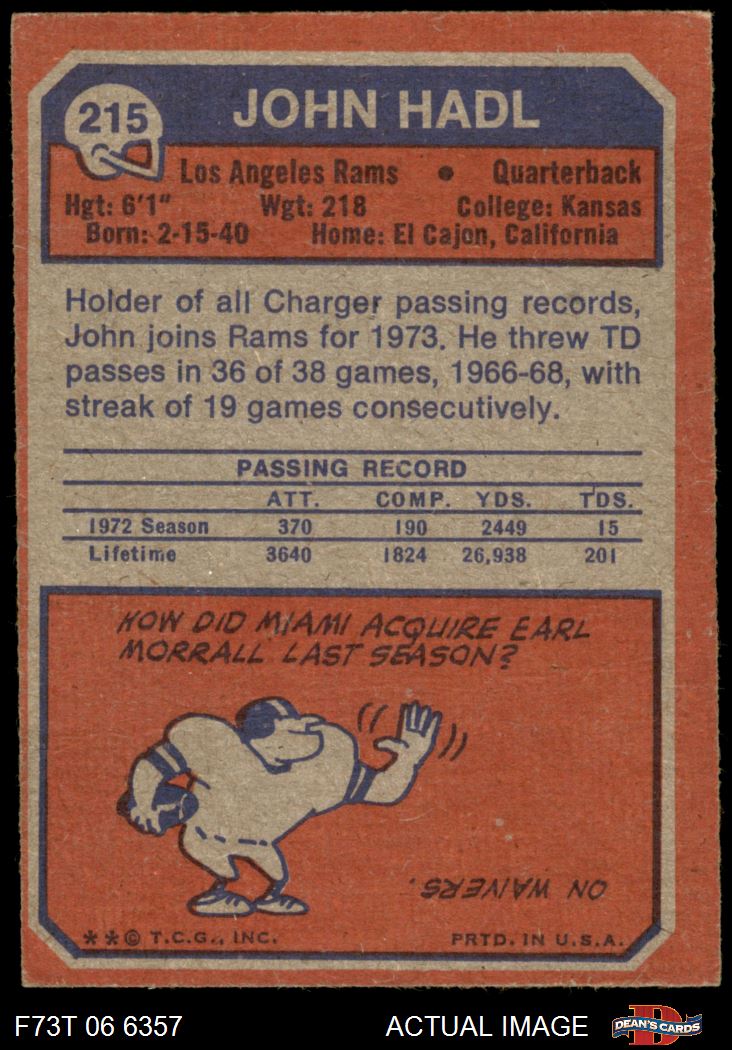 215
JOHN HADL
Los Angeles Rams • Quarterback
Hgt: 6'1" Wgt: 218 College: Kansas
Born: 2-15-40 Home: El Cajon, California
Holder of all Charger passing records,
John joins Rams for 1973. He threw TD
passes in 36 of 38 games, 1966-68, with
streak of 19 games consecutively.
PASSING RECORD
ATT. COMP. YDS. TDS.
1972 Season 370 190 2449 15
Lifetime 3640 1824 26,938 201
HOW DID MIAMI ACQUIRE EARL
MORRALL LAST SEASON?
ON WAIVERS.
**© T.C.G., INC. PRTD. IN U.S.A.
F73T 06 6357 ACTUAL IMAGE D DEAN'S CARDS